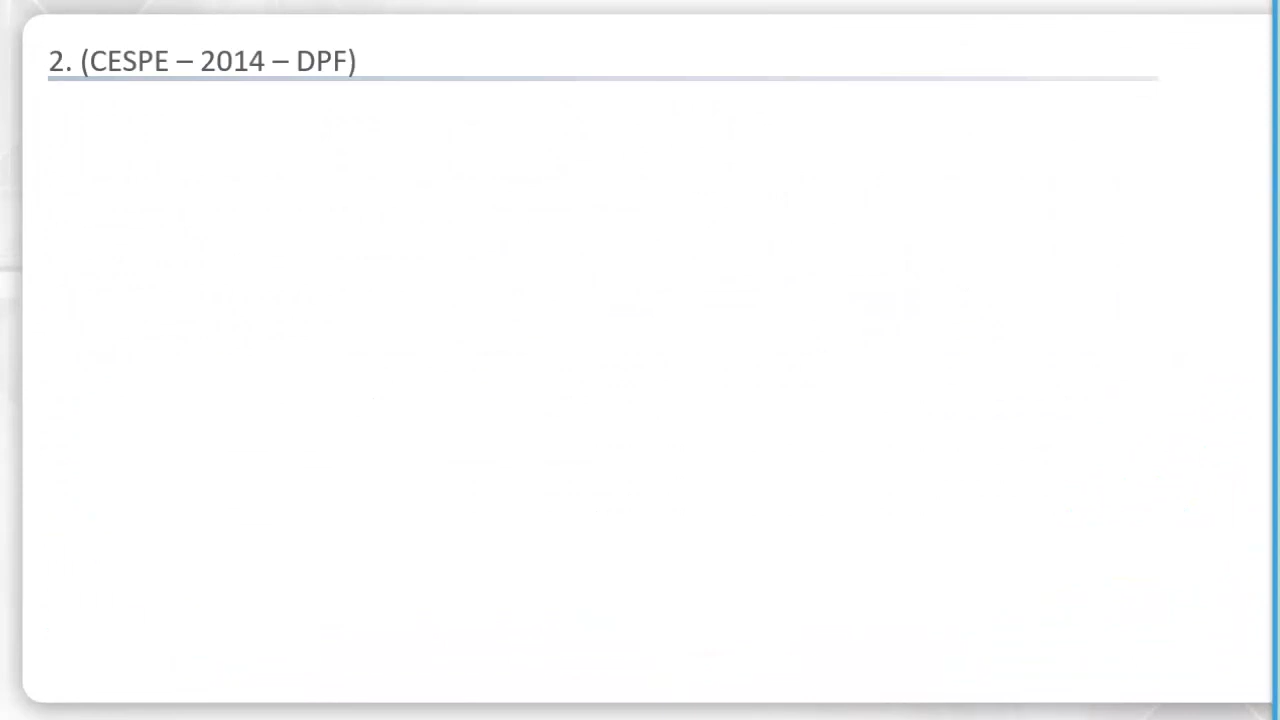 2. (CESPE – 2014 – DPF)